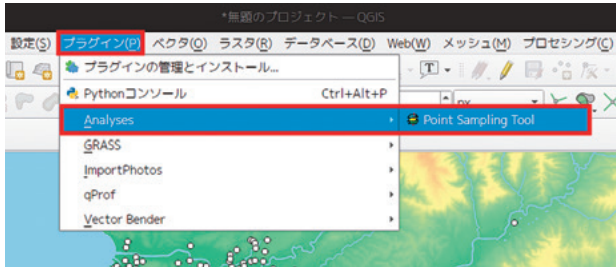 *無題のプロジェクト — QGIS
設定(S) プラグイン(P) ベクタ(O) ラスタ(R) データベース(D) Web(W) メッシュ(M) プロセシング(C)
プラグインの管理とインストール...
Pythonコンソール Ctrl+Alt+P
Analyses Point Sampling Tool
GRASS
ImportPhotos
qProf
Vector Bender